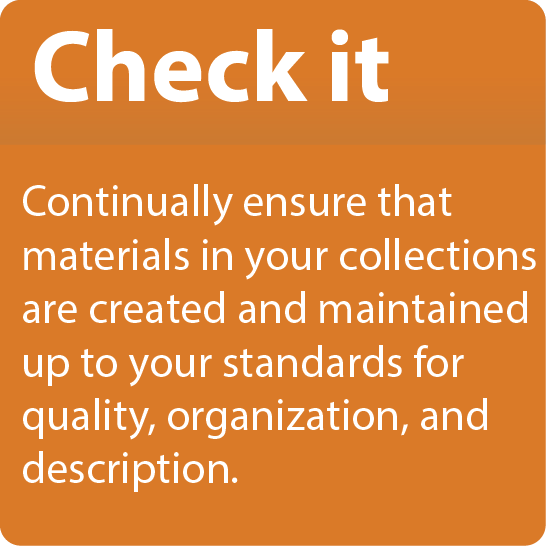 Check it
Continually ensure that
materials in your collections
are created and maintained
up to your standards for
quality, organization, and
description.